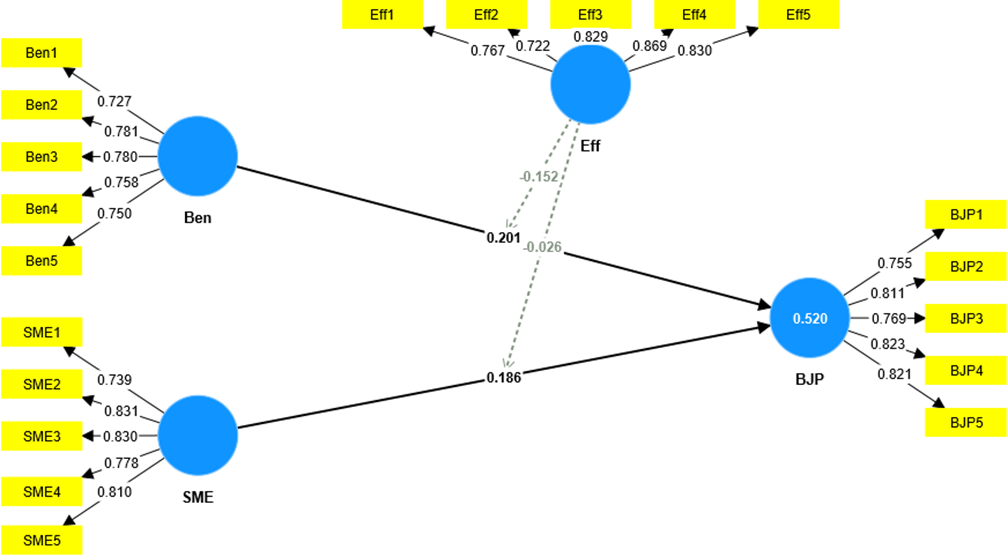 Eff1 Eff2 Eff3 Eff4 Eff5
0.767 0.722 0.829 0.869 0.830
Eff
Ben1
Ben2
Ben3
Ben4
Ben5
0.727
0.781
0.780
0.758
0.750
Ben
-0.152
0.201
-0.026
0.186
SME1
SME2
SME3
SME4
SME5
0.739
0.831
0.830
0.778
0.810
SME
0.520
BJP
0.755
0.811
0.769
0.823
0.821
BJP1
BJP2
BJP3
BJP4
BJP5